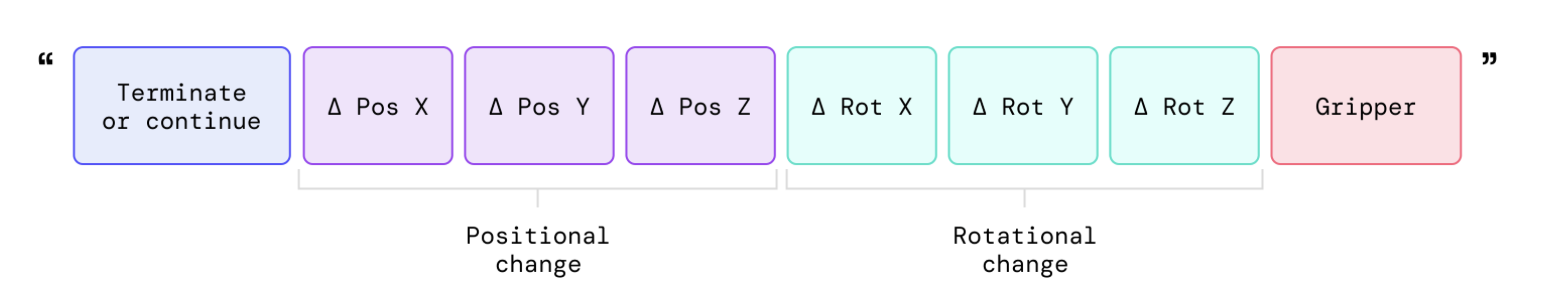 “
Terminate
or continue
Δ Pos X
Δ Pos Y
Δ Pos Z
Δ Rot X
Δ Rot Y
Δ Rot Z
Gripper
”
Positional
change
Rotational
change